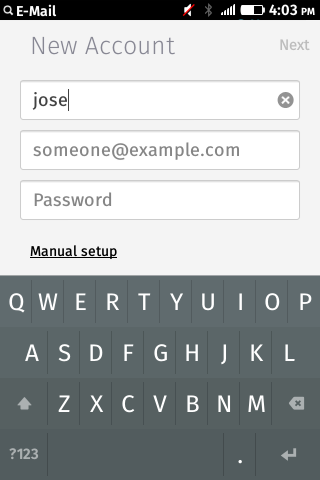 E-Mail 4:03 PM
New Account Next
jose
someone@example.com
Password
Manual setup
Q W E R T Y U I O P
A S D F G H J K L
Z X C V B N M
?123 .